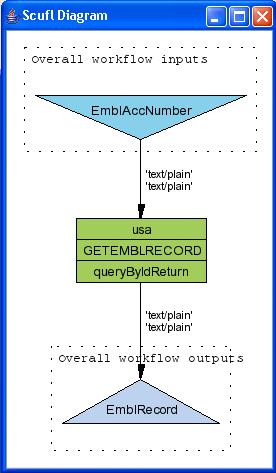 Scufl Diagram
Overall workflow inputs
EmblAccNumber
'text/plain'
'text/plain'
usa
GETEMBLRECORD
queryByIdReturn
'text/plain'
'text/plain'
Overall workflow outputs
EmblRecord